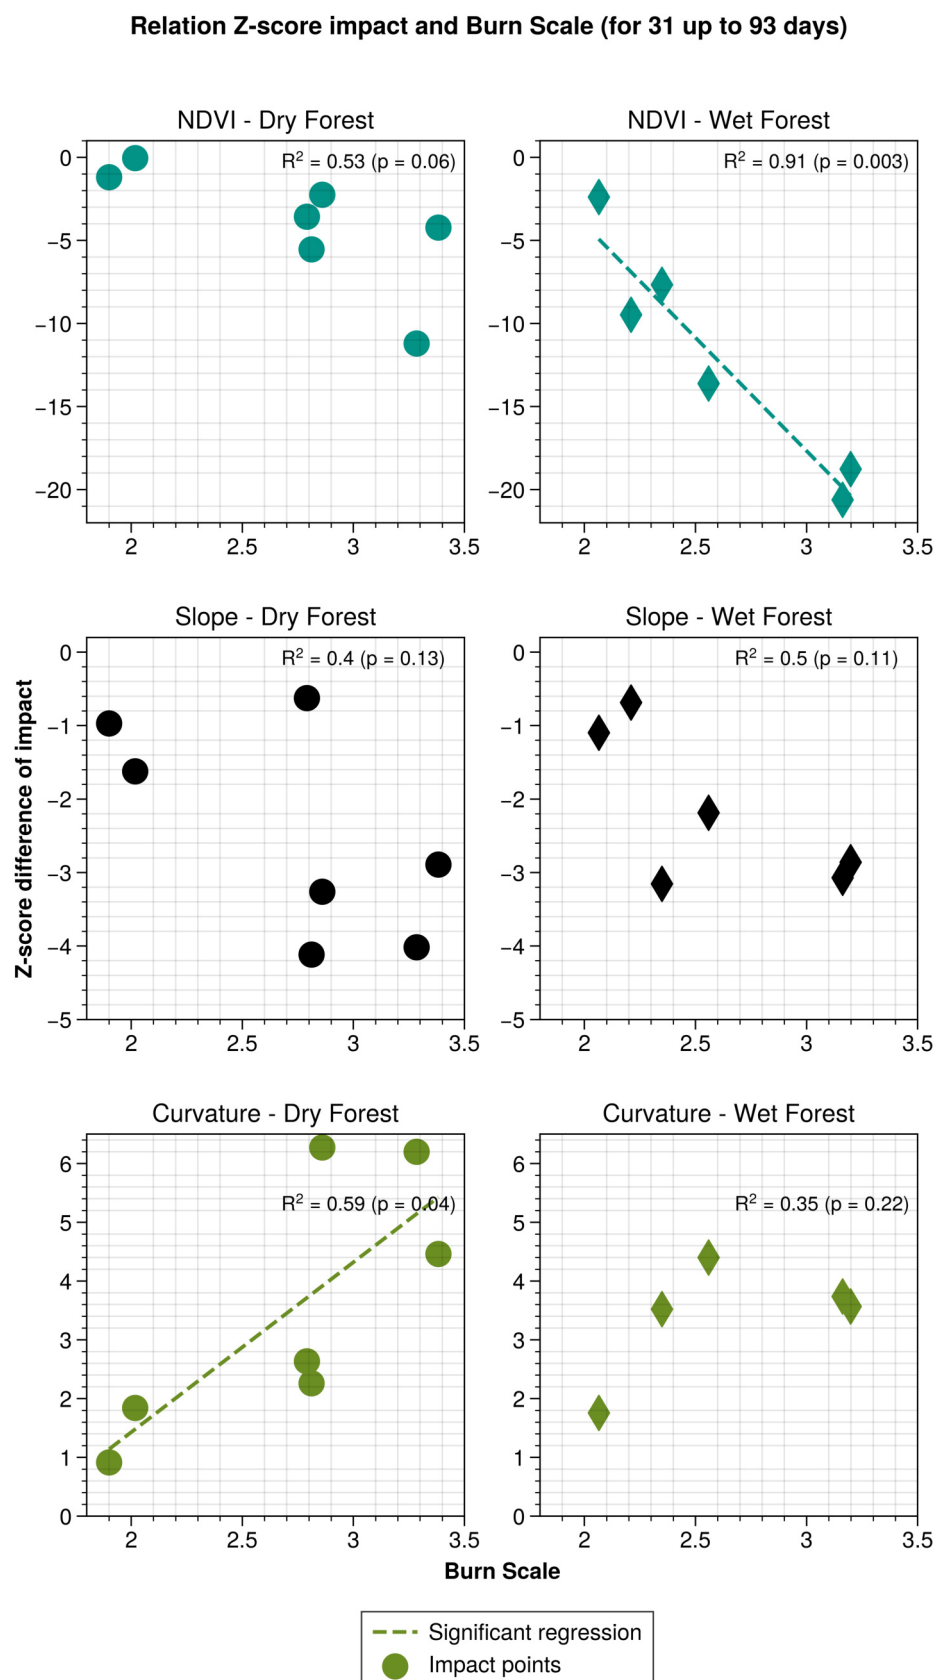 Relation Z-score impact and Burn Scale (for 31 up to 93 days)
NDVI - Dry Forest
R² = 0.53 (p = 0.06)
0
−5
−10
−15
−20
2 2.5 3 3.5
NDVI - Wet Forest
R² = 0.91 (p = 0.003)
0
−5
−10
−15
−20
2 2.5 3 3.5
Z-score difference of impact
Slope - Dry Forest
R² = 0.4 (p = 0.13)
0
−1
−2
−3
−4
−5
2 2.5 3 3.5
Slope - Wet Forest
R² = 0.5 (p = 0.11)
0
−1
−2
−3
−4
−5
2 2.5 3 3.5
Curvature - Dry Forest
R² = 0.59 (p = 0.04)
6
5
4
3
2
1
0
2 2.5 3 3.5
Curvature - Wet Forest
R² = 0.35 (p = 0.22)
6
5
4
3
2
1
0
2 2.5 3 3.5
Burn Scale
Significant regression
Impact points